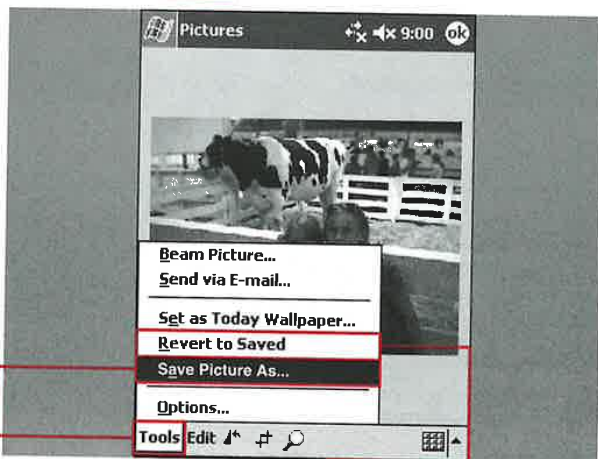 Pictures 9:00 ok
Beam Picture...
Send via E-mail...
Set as Today Wallpaper...
Revert to Saved
Save Picture As...
Options...
Tools Edit